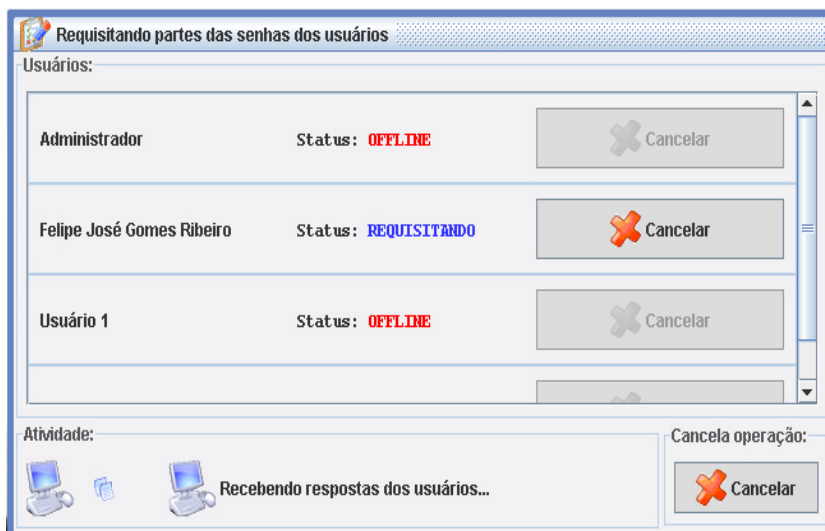 Requisitando partes das senhas dos usuários
Usuários:
Administrador Status: OFFLINE Cancelar
Felipe José Gomes Ribeiro Status: REQUISITANDO Cancelar
Usuário 1 Status: OFFLINE Cancelar
Atividade: Cancela operação:
Recebendo respostas dos usuários... Cancelar